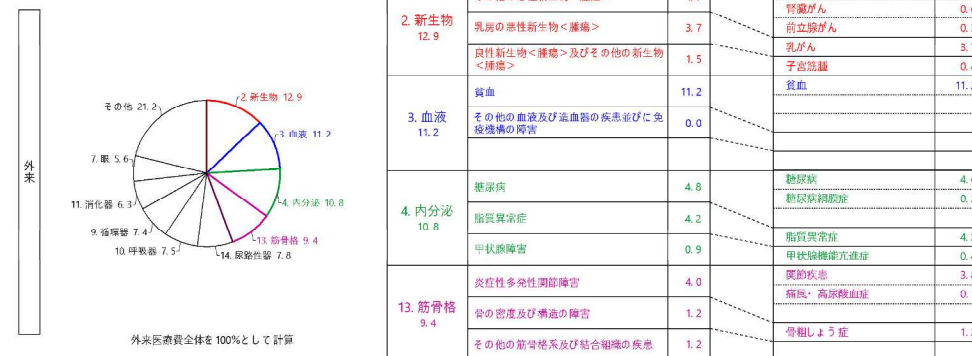 外来
その他 21.2
2. 新生物 12.9
3. 血液 11.2
4. 内分泌 10.8
13. 筋骨格 9.4
14. 尿路性器 7.8
10. 呼吸器 7.5
9. 循環器 7.4
11. 消化器 6.3
7. 眼 5.6
外来医療費全体を100%として計算
2. 新生物
12.9
乳房の悪性新生物<腫瘍> 3.7
良性新生物<腫瘍>及びその他の新生物
<腫瘍> 1.5
3. 血液
11.2
貧血 11.2
その他の血液及び造血器の疾患並びに免
疫機構の障害 0.0
4. 内分泌
10.8
糖尿病 4.8
脂質異常症 4.2
甲状腺障害 0.9
13. 筋骨格
9.4
炎症性多発性関節障害 4.0
骨の密度及び構造の障害 1.2
その他の筋骨格系及び結合組織の疾患 1.2
腎臓がん
前立腺がん
乳がん
子宮筋腫
貧血
糖尿病
糖尿病網膜症
脂質異常症
甲状腺機能亢進症
関節疾患
痛風・高尿酸血症
骨粗しょう症